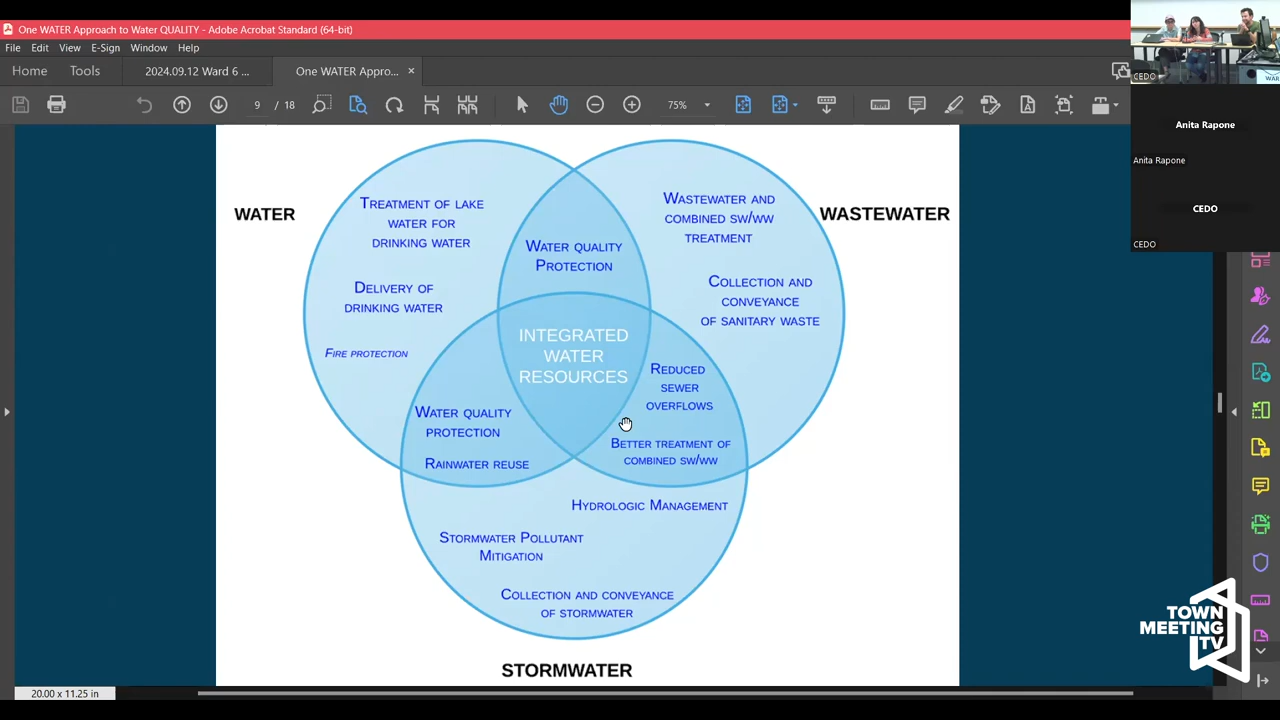 One WATER Approach to Water QUALITY - Adobe Acrobat Standard (64-bit)
File Edit View E-Sign Window Help
Home Tools 2024.09.12 Ward 6 ... One WATER Appro... ×
9 / 18 75%
WATER
WASTEWATER
TREATMENT OF LAKE
WATER FOR
DRINKING WATER
DELIVERY OF
DRINKING WATER
FIRE PROTECTION
WATER QUALITY
PROTECTION
WASTEWATER AND
COMBINED SW/WW
TREATMENT
COLLECTION AND
CONVEYANCE
OF SANITARY WASTE
INTEGRATED
WATER
RESOURCES
REDUCED
SEWER
OVERFLOWS
BETTER TREATMENT OF
COMBINED SW/WW
WATER QUALITY
PROTECTION
RAINWATER REUSE
HYDROLOGIC MANAGEMENT
STORMWATER POLLUTANT
MITIGATION
COLLECTION AND CONVEYANCE
OF STORMWATER
STORMWATER
20.00 x 11.25 in
CEDO
WAR
Anita Rapone
Anita Rapone
CEDO
CEDO
TOWN
MEETING
TV